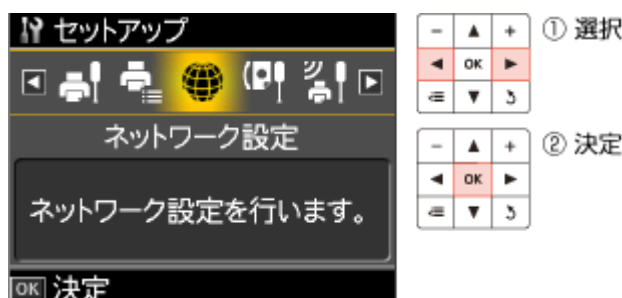 セットアップ
ネットワーク設定
ネットワーク設定を行います。
OK 決定
- ▲ + ① 選択
◀ OK ▶
▼
- ▲ + ② 決定
◀ OK ▶
▼